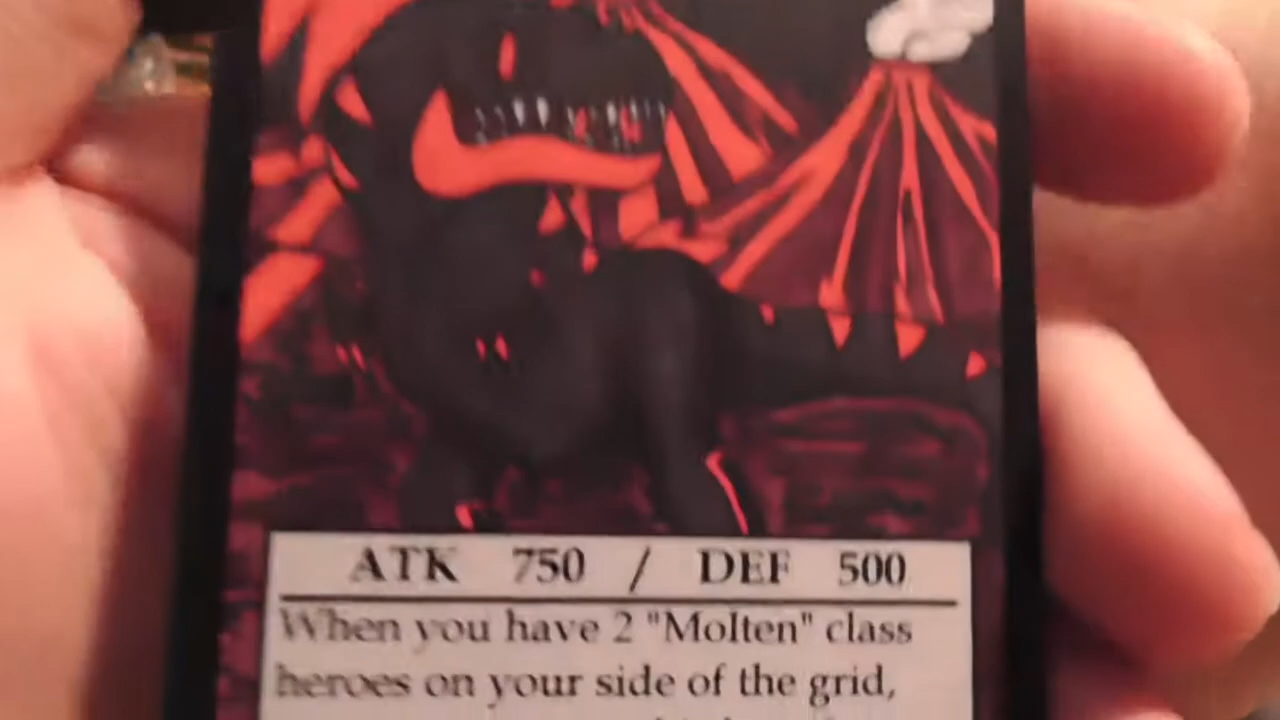 ATK 750 / DEF 500
When you have 2 "Molten" class
heroes on your side of the grid,